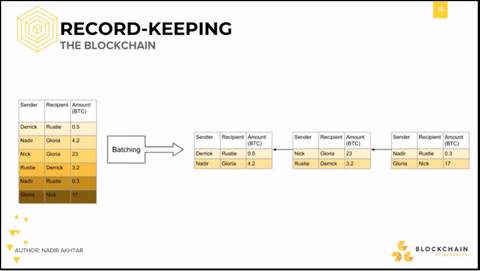 RECORD-KEEPING
THE BLOCKCHAIN
Sender Recipient Amount (BTC)
Derrick Rustie 0.5
Nadir Gloria 4.2
Nick Gloria 23
Rustie Derrick 3.2
Nadir Rustie 0.3
Gloria Nick 17
Batching
Sender Recipient Amount (BTC)
Derrick Rustie 0.5
Nadir Gloria 4.2
Sender Recipient Amount (BTC)
Nick Gloria 23
Rustie Derrick 3.2
Sender Recipient Amount (BTC)
Nadir Rustie 0.3
Gloria Nick 17
AUTHOR: NADIR AKHTAR
BLOCKCHAIN
AT BERKELEY